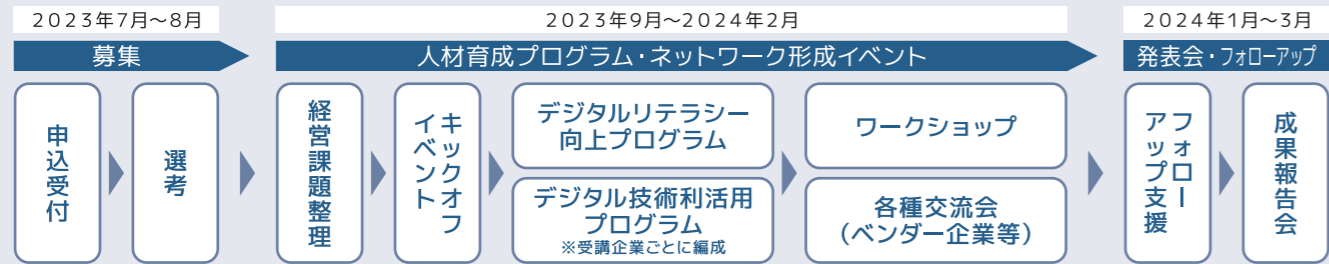 2023年7月～8月
募集
申込受付
選考
2023年9月～2024年2月
人材育成プログラム・ネットワーク形成イベント
経営課題整理
キックオフ
イベント
デジタルリテラシー
向上プログラム
デジタル技術利活用
プログラム
※受講企業ごとに編成
ワークショップ
各種交流会
（ベンダー企業等）
2024年1月～3月
発表会・フォローアップ
フォロー
アップ支援
成果報告会